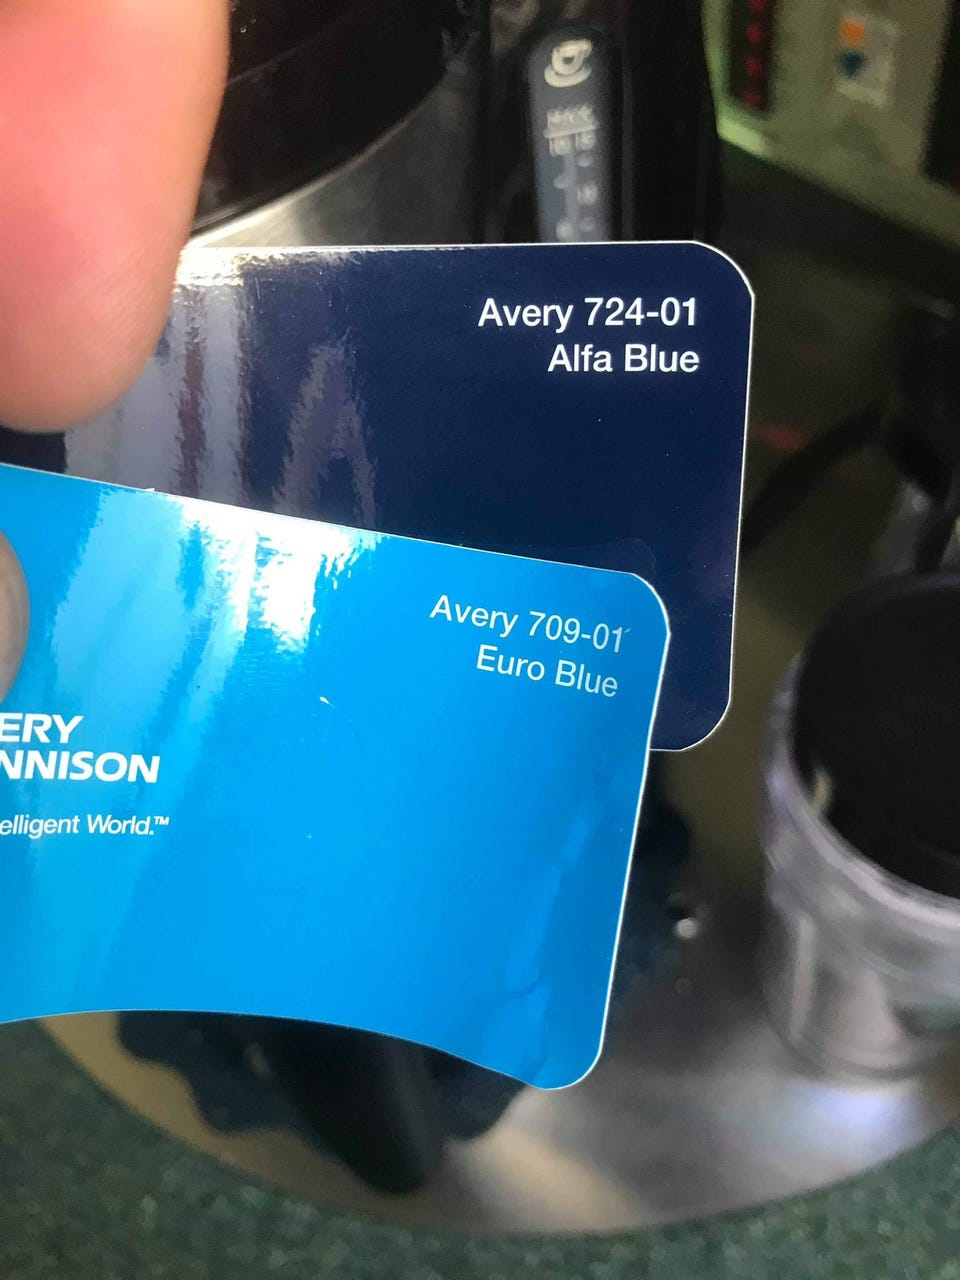 Avery 724-01
Alfa Blue
Avery 709-01
Euro Blue
ERY
NNISON
elligent World.™